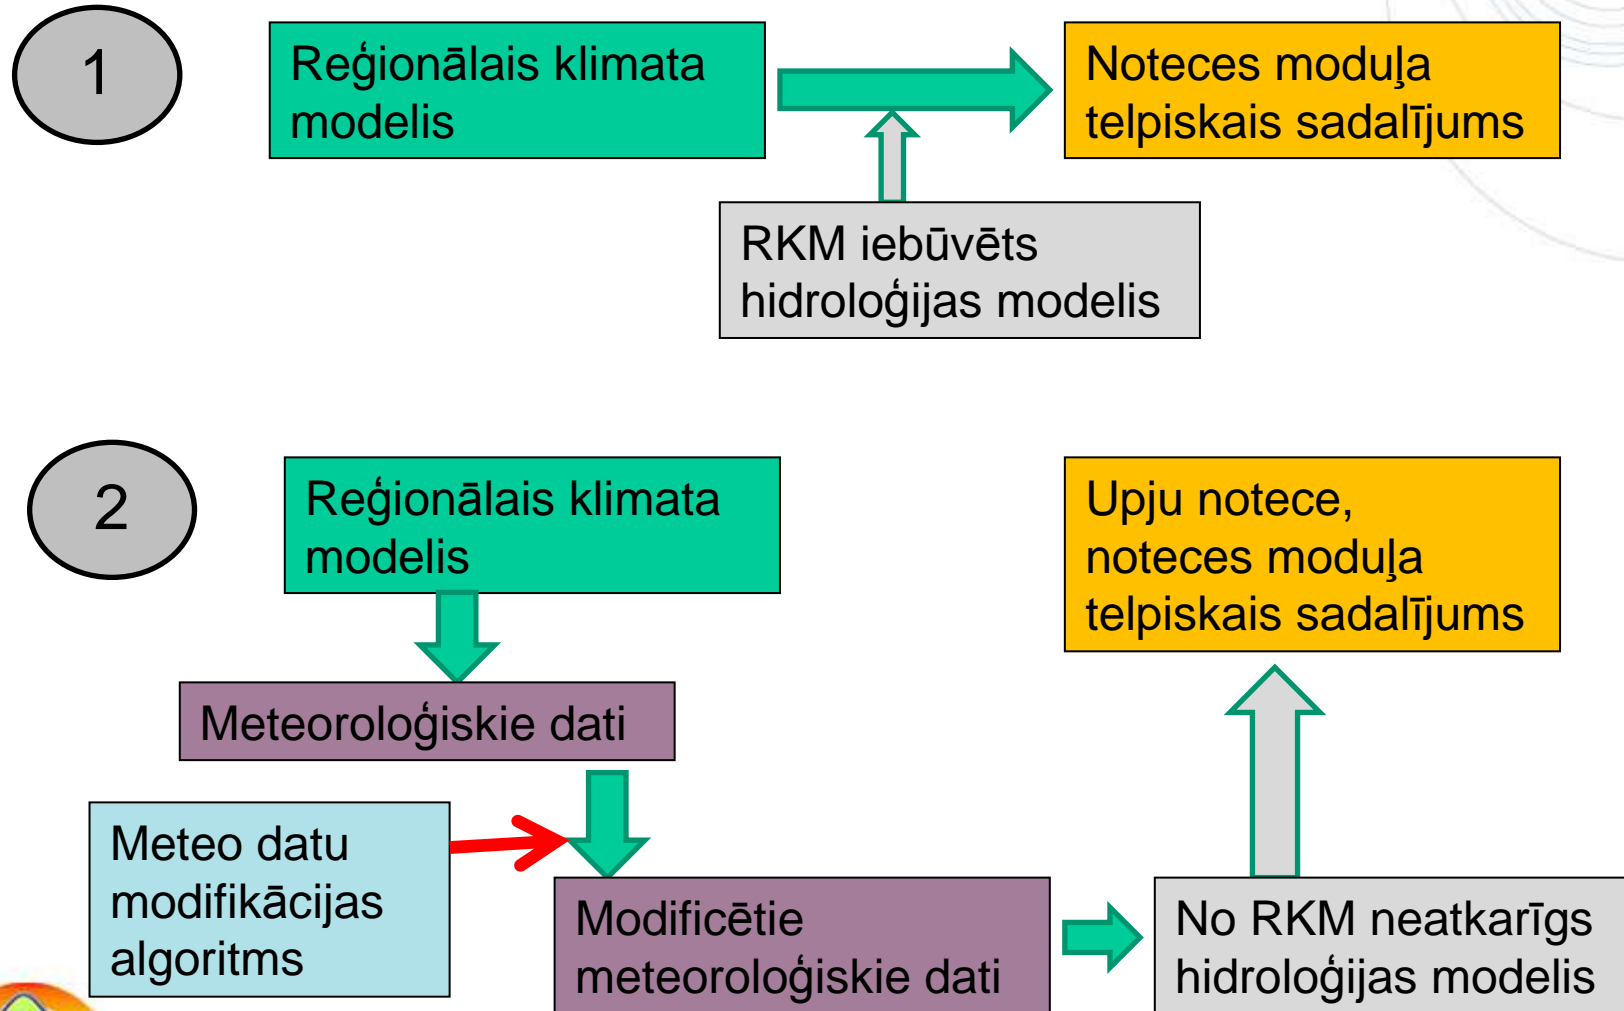 1
Reģionālais klimata
modelis
Noteces moduļa
telpiskais sadalījums
RKM iebūvēts
hidroloģijas modelis
2
Reģionālais klimata
modelis
Upju notece,
noteces moduļa
telpiskais sadalījums
Meteoroloģiskie dati
Meteo datu
modifikācijas
algoritms
Modificētie
meteoroloģiskie dati
No RKM neatkarīgs
hidroloģijas modelis